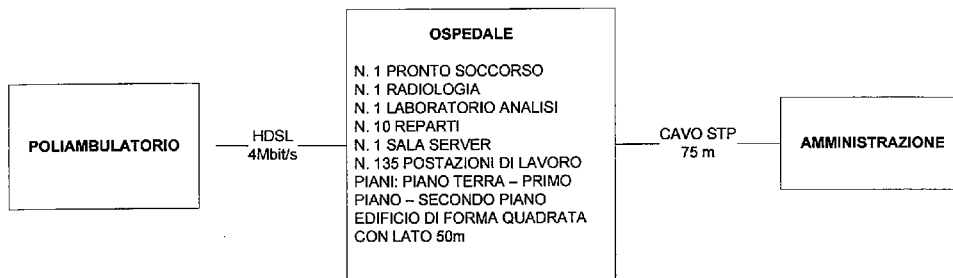 OSPEDALE
N. 1 PRONTO SOCCORSO
N. 1 RADIOLOGIA
N. 1 LABORATORIO ANALISI
N. 10 REPARTI
N. 1 SALA SERVER
N. 135 POSTAZIONI DI LAVORO
PIANI: PIANO TERRA – PRIMO
PIANO – SECONDO PIANO
EDIFICIO DI FORMA QUADRATA
CON LATO 50m
POLIAMBULATORIO
HDSL
4Mbit/s
CAVO STP
75 m
AMMINISTRAZIONE